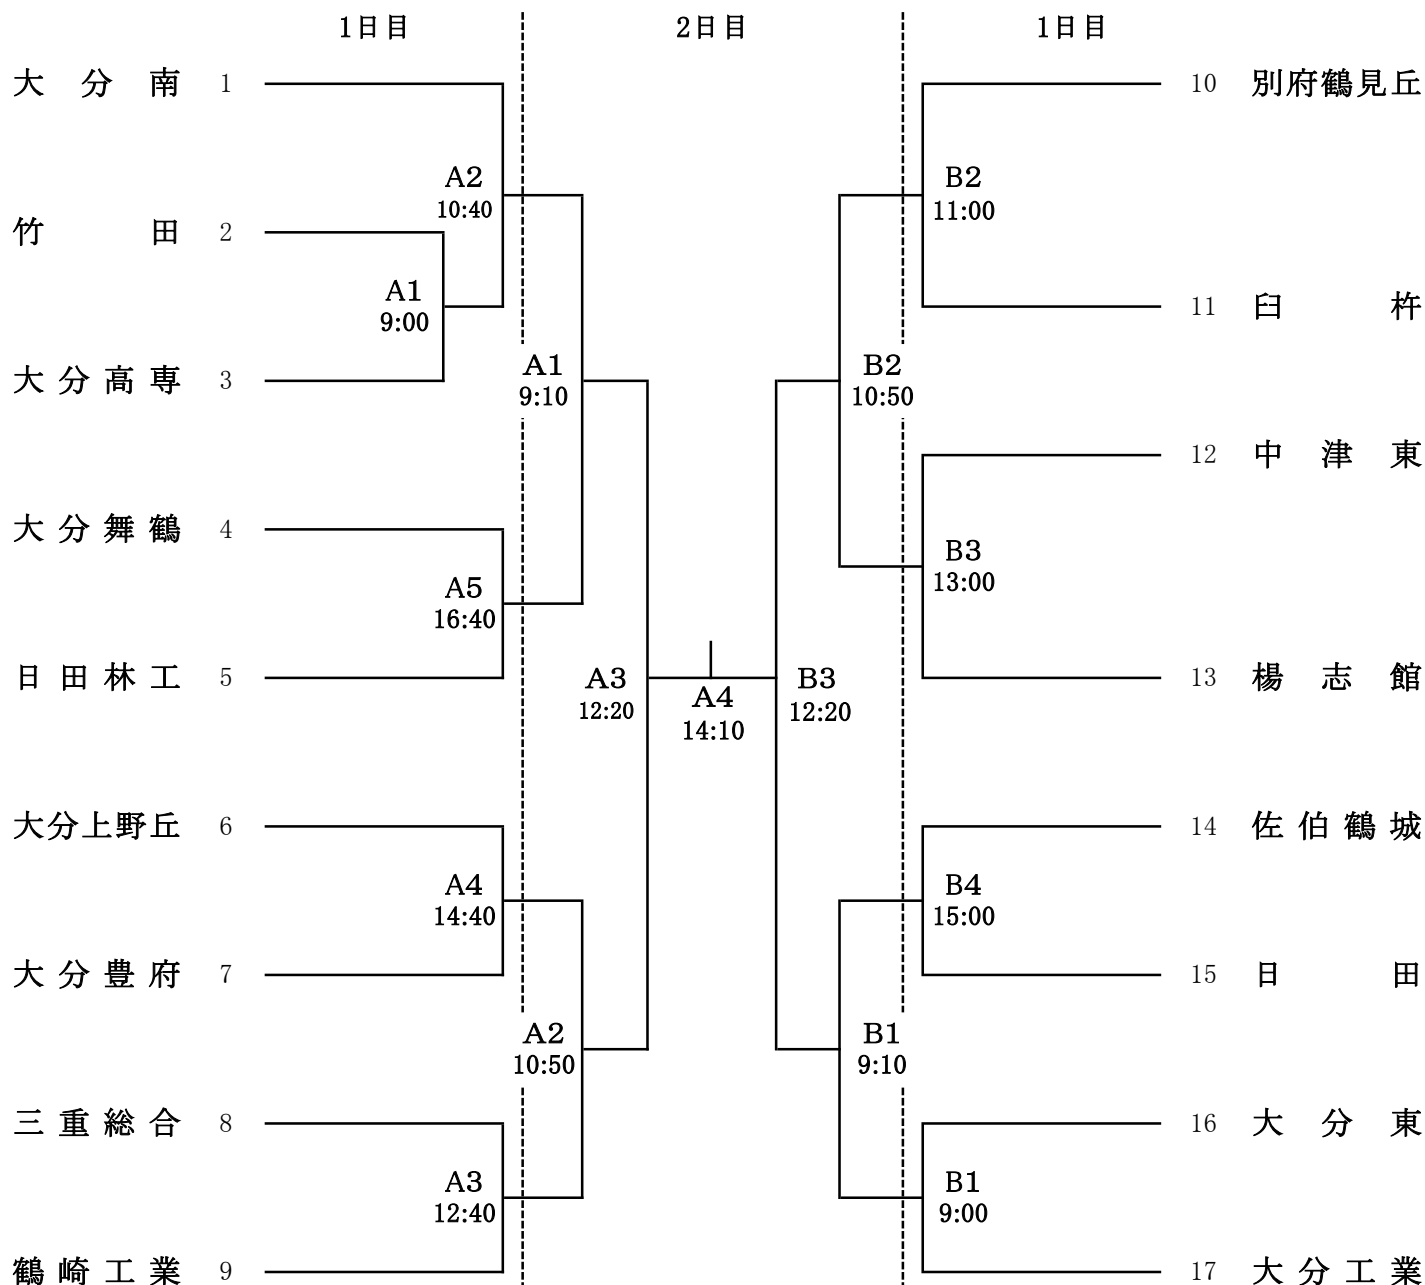 1日目 2日目 1日目
大分南 1
竹田 2
大分高専 3
大分舞鶴 4
日田林工 5
大分上野丘 6
大分豊府 7
三重総合 8
鶴崎工業 9
A2
10:40
A1
9:00
A5
16:40
A4
14:40
A3
12:40
A1
9:10
A2
10:50
A3
12:20
A4
14:10
B3
12:20
B2
10:50
B1
9:10
B2
11:00
B3
13:00
B4
15:00
B1
9:00
10 別府鶴見丘
11 臼杵
12 中津東
13 楊志館
14 佐伯鶴城
15 日田
16 大分東
17 大分工業